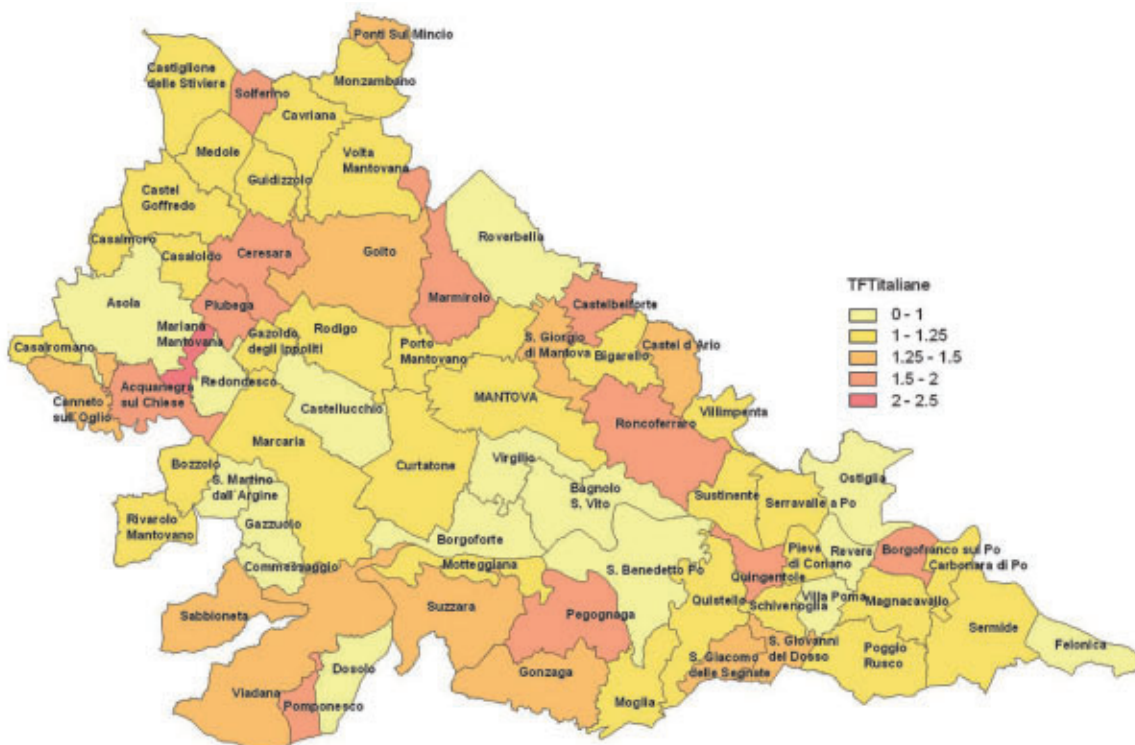 Ponti Sul Mincio
Castiglione
delle Stiviere
Solferino
Monzambano
Cavriana
Medole
Volta
Mantovana
Guidizzolo
Castel
Goffredo
Casalmoro
Casaloldo
Ceresara
Goito
Roverbella
Asola
Piubega
Marmirolo
Castelbelforte
Mariana
Mantovana
Gazoldo
degli Ippoliti
Rodigo
Porto
Mantovano
S. Giorgio
di Mantova
Bigarello
Castel d'Ario
Casalromano
Canneto
sull'Oglio
Acquanegra
sul Chiese
Redondesco
Castellucchio
MANTOVA
Villimpenta
Roncoferraro
Marcaria
Curtatone
Virgilio
Bagnolo
S. Vito
Bozzolo
S. Martino
dall'Argine
Rivarolo
Mantovano
Gazzuolo
Commessaggio
Borgoforte
Sustinente
Serravalle a Po
Ostiglia
Motteggiana
S. Benedetto Po
Quingentole
Pieve
di Coriano
Revere
Borgofranco sul Po
Carbonara di Po
Sabbioneta
Suzzara
Pegognaga
Quistello
Schivenoglia
Villa Poma
Magnacavallo
Sermide
Felonica
Viadana
Pomponesco
Dosolo
Gonzaga
Moglia
S. Giacomo
delle Segnate
S. Giovanni
del Dosso
Poggio
Rusco
TFTitaliane
0 - 1
1 - 1.25
1.25 - 1.5
1.5 - 2
2 - 2.5